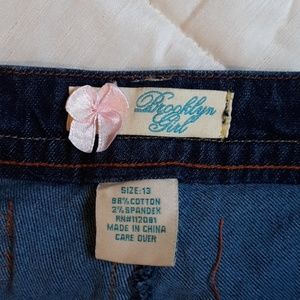 Brooklyn
Girl
SIZE: 13
98% COTTON
2% SPANDEX
RN#112081
MADE IN CHINA
CARE OVER